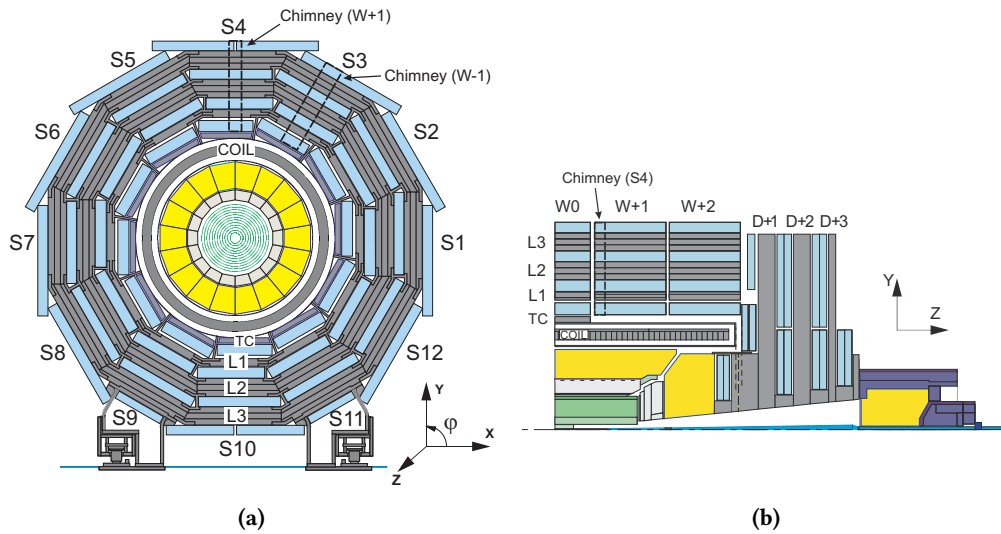 S4
Chimney (W+1)
S5
S3
Chimney (W-1)
S6
S2
COIL
S7
S1
TC
S8
L1
S12
L2
L3
S9
S11
S10
Y
φ
X
Z
(a)
Chimney (S4)
W0
W+1
W+2
D+1
D+2
D+3
L3
L2
L1
TC
COIL
Y
Z
(b)